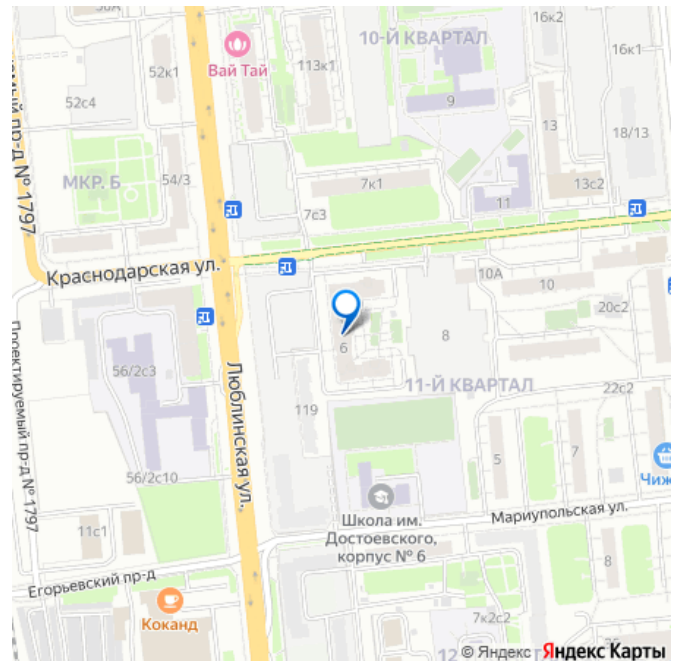 16к2
10-Й КВАРТАЛ
52к1
Вай Тай
113к1
16к1
52с4
9
13
18/13
МКР. Б
54/3
7к1
13с2
11
7с3
Краснодарская ул.
10А
10
20с2
6
8
56/2с3
Люблинская ул.
11-Й КВАРТАЛ
22с2
119
Проектируемый пр-д № 1797
5
7
Чиж
56/2с10
Школа им.
Достоевского,
корпус № 6
Мариупольская ул.
11с1
Егорьевский пр-д
8
Коканд
7к2с2
12
© Яндекс Яндекс Карты